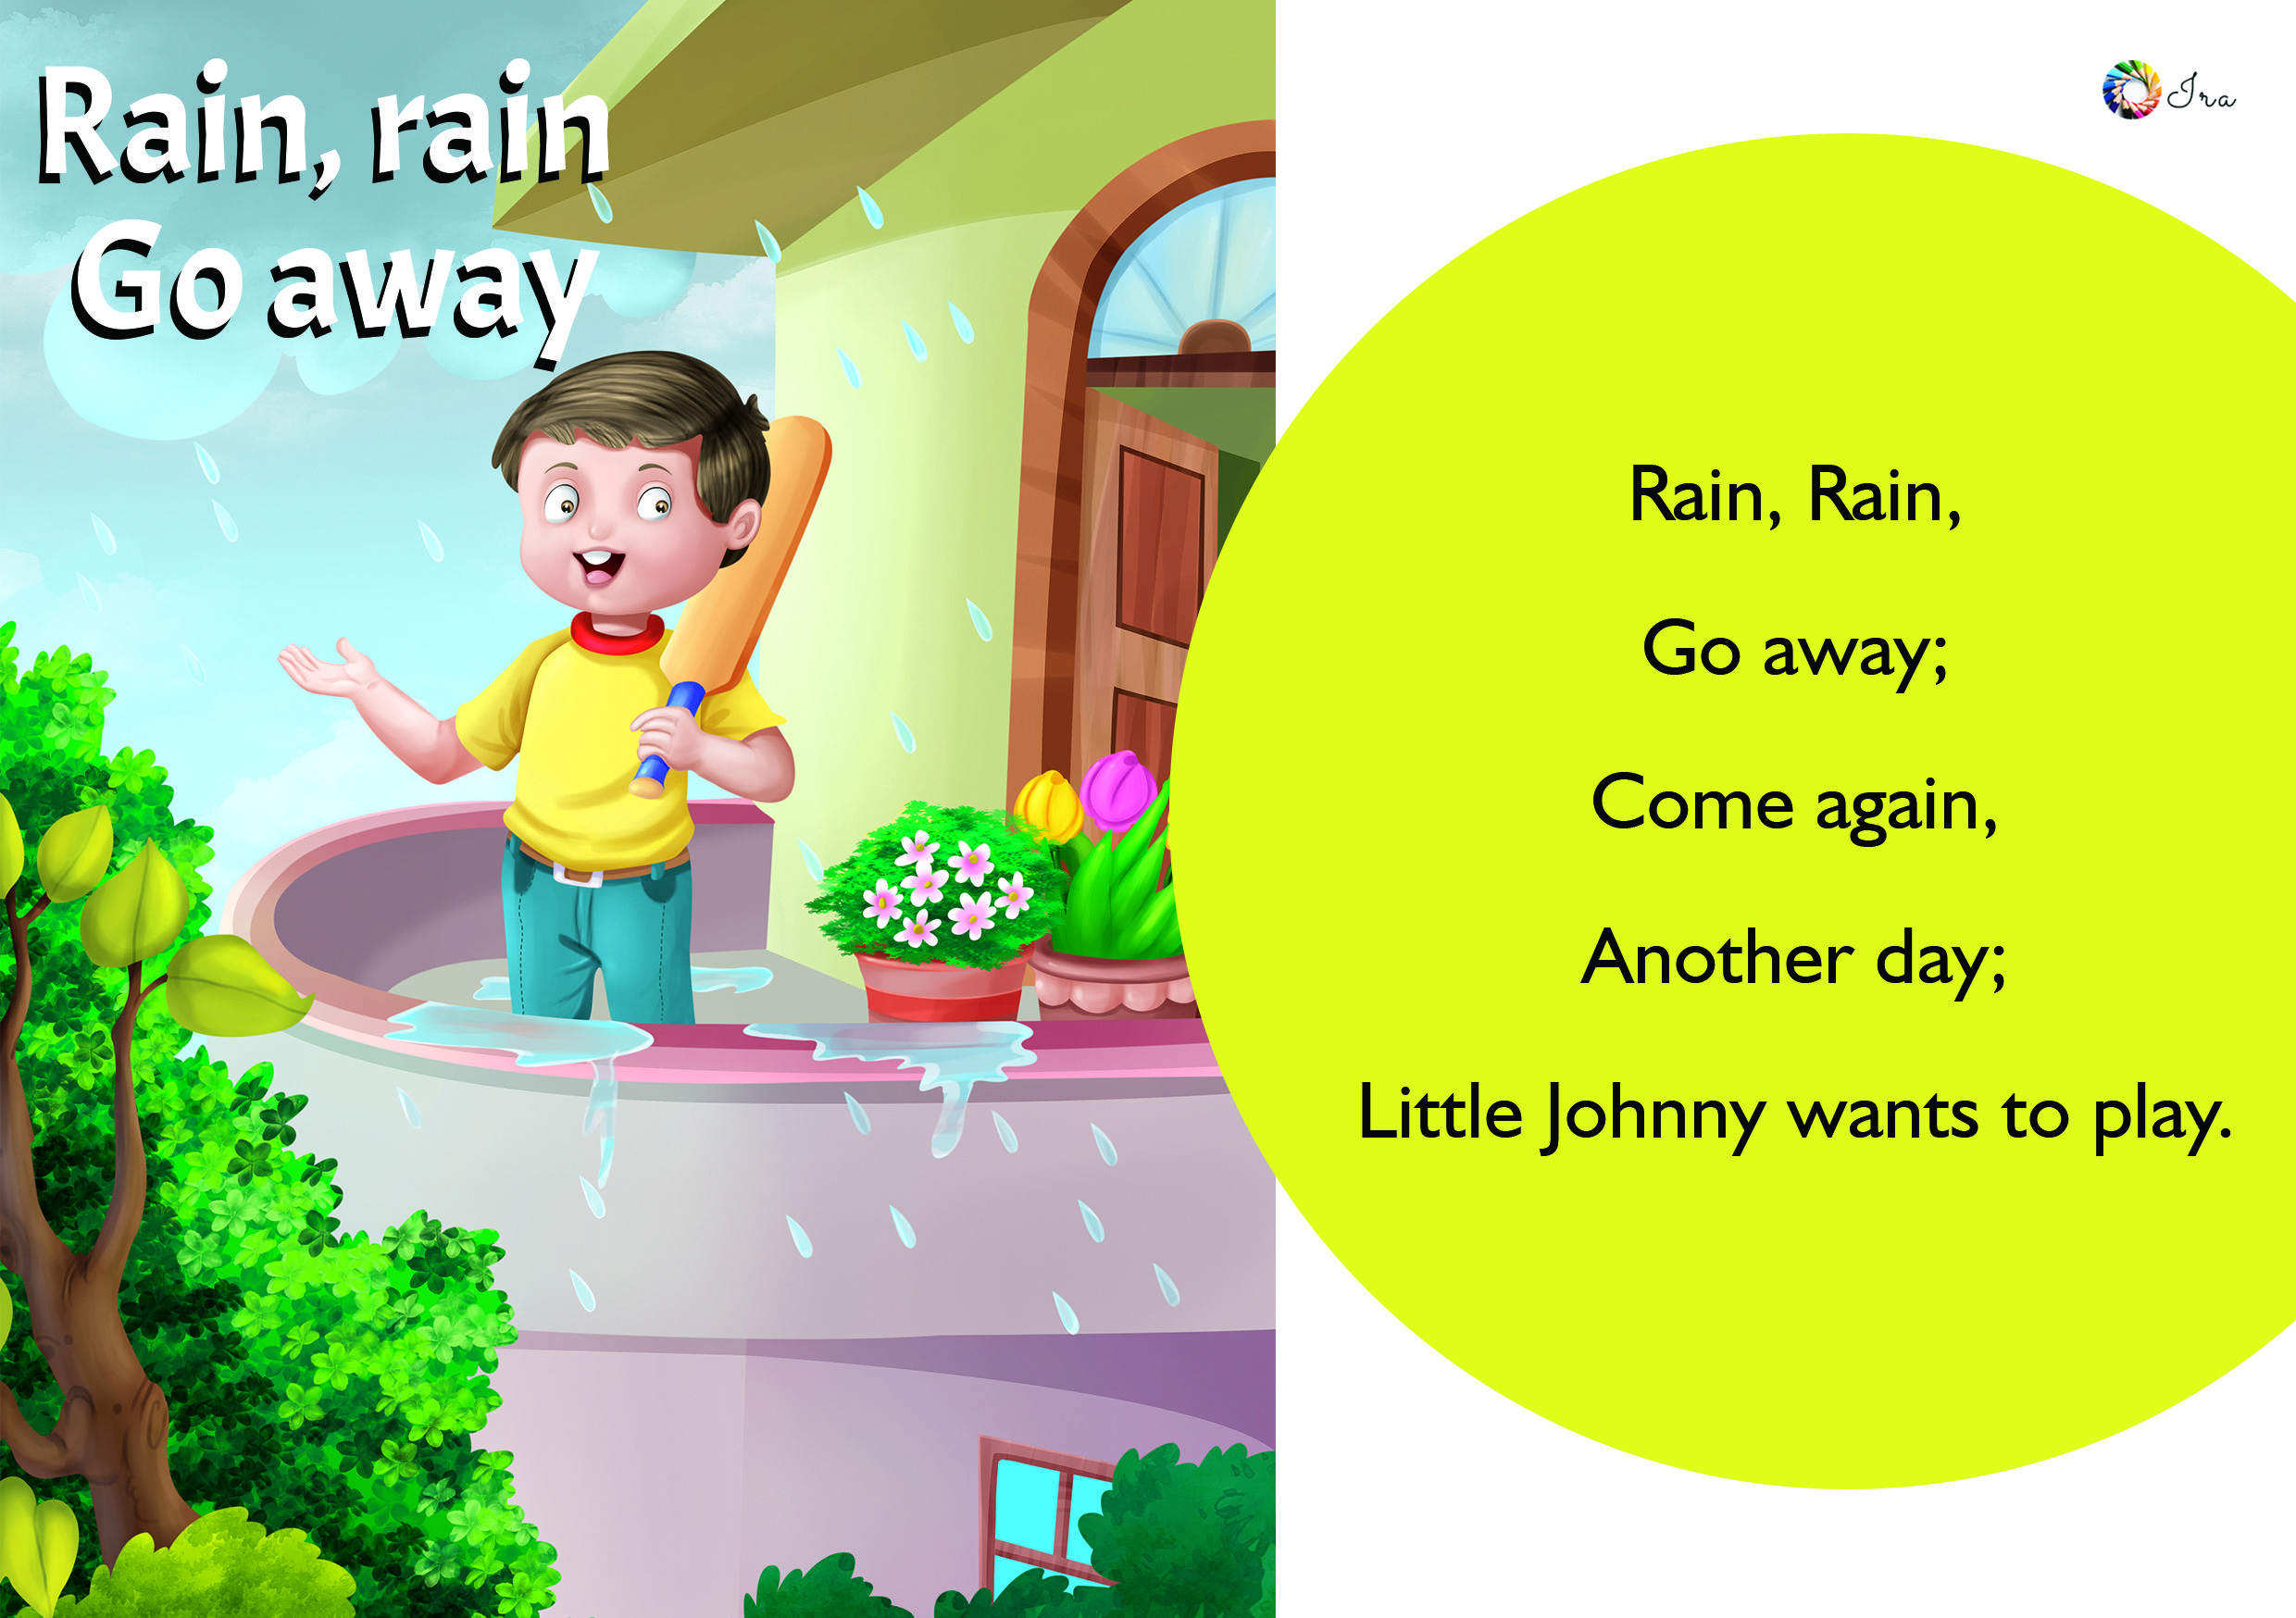 Rain, rain
Go away
Ira
Rain, Rain,
Go away;
Come again,
Another day;
Little Johnny wants to play.